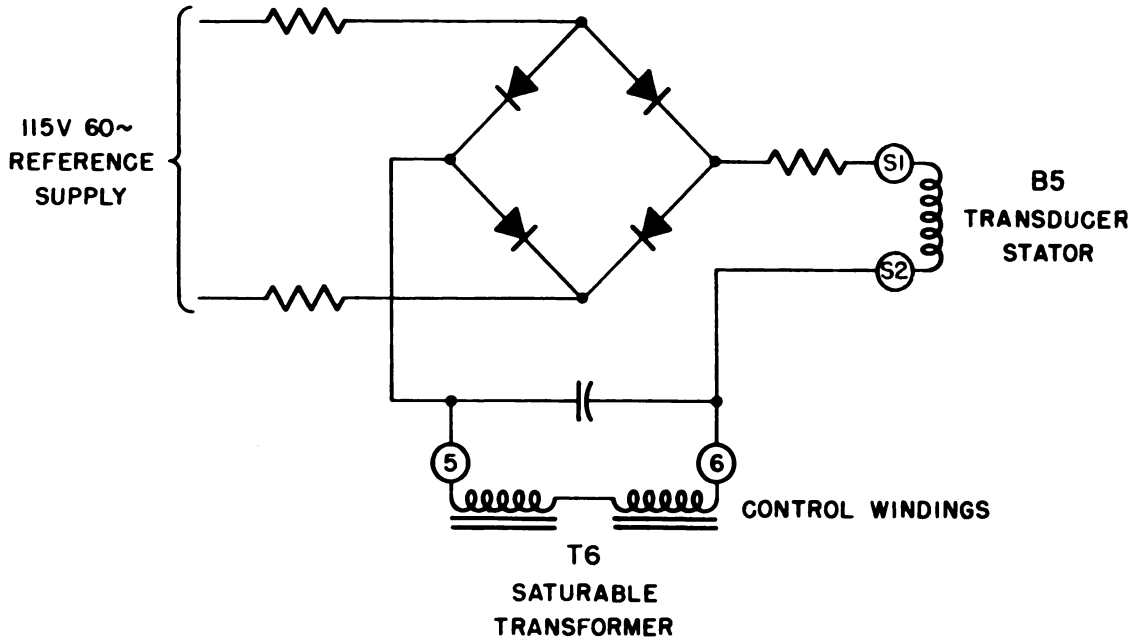 115V 60~
REFERENCE
SUPPLY
S1
S2
B5
TRANSDUCER
STATOR
5
6
CONTROL WINDINGS
T6
SATURABLE
TRANSFORMER